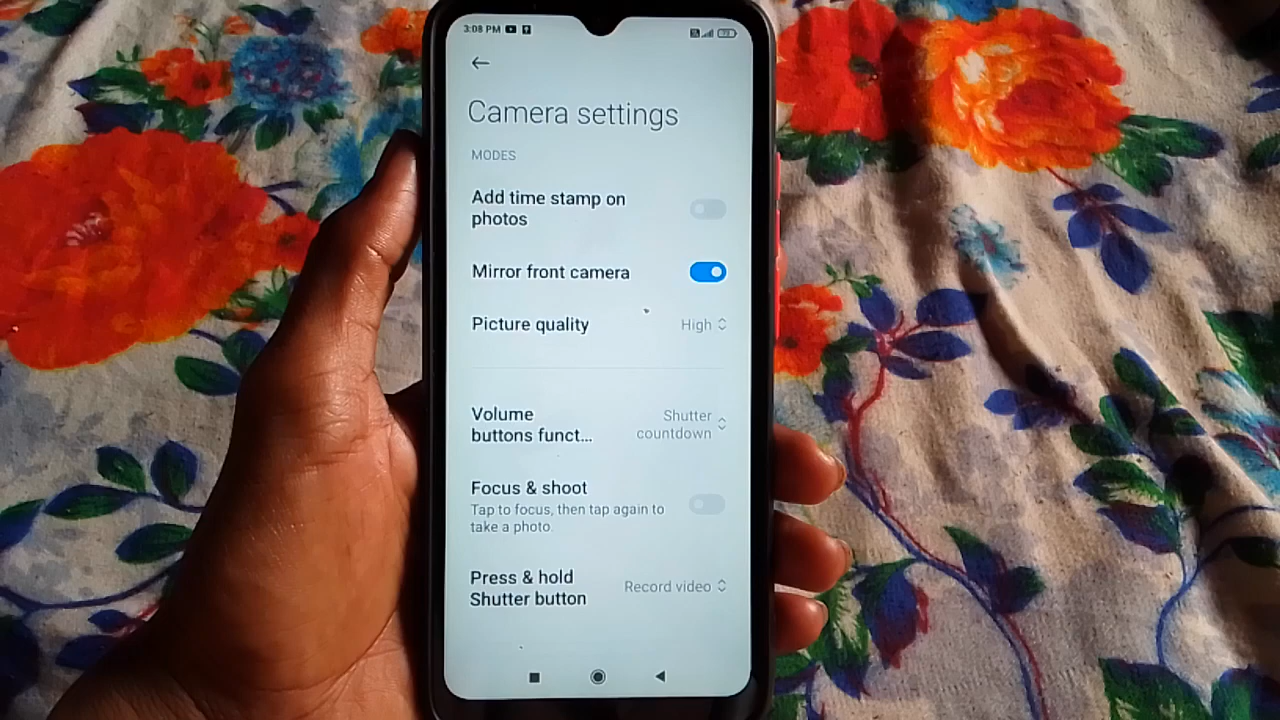 3:08 PM
Camera settings
MODES
Add time stamp on
photos
Mirror front camera
Picture quality
High
Volume
buttons funct...
Shutter
countdown
Focus & shoot
Tap to focus, then tap again to
take a photo.
Press & hold
Shutter button
Record video